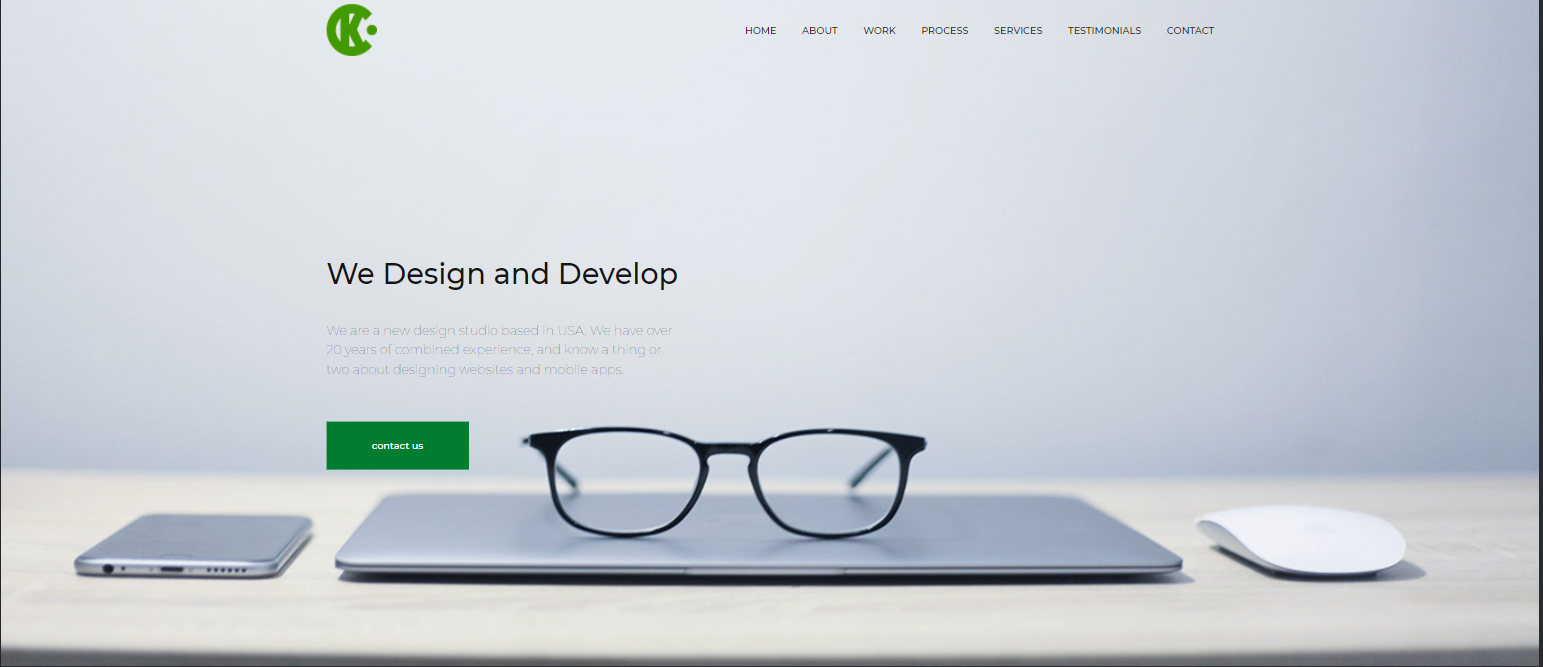 K
HOME ABOUT WORK PROCESS SERVICES TESTIMONIALS CONTACT
We Design and Develop
We are a new design studio based in USA. We have over
20 years of combined experience, and know a thing or
two about designing websites and mobile apps.
contact us